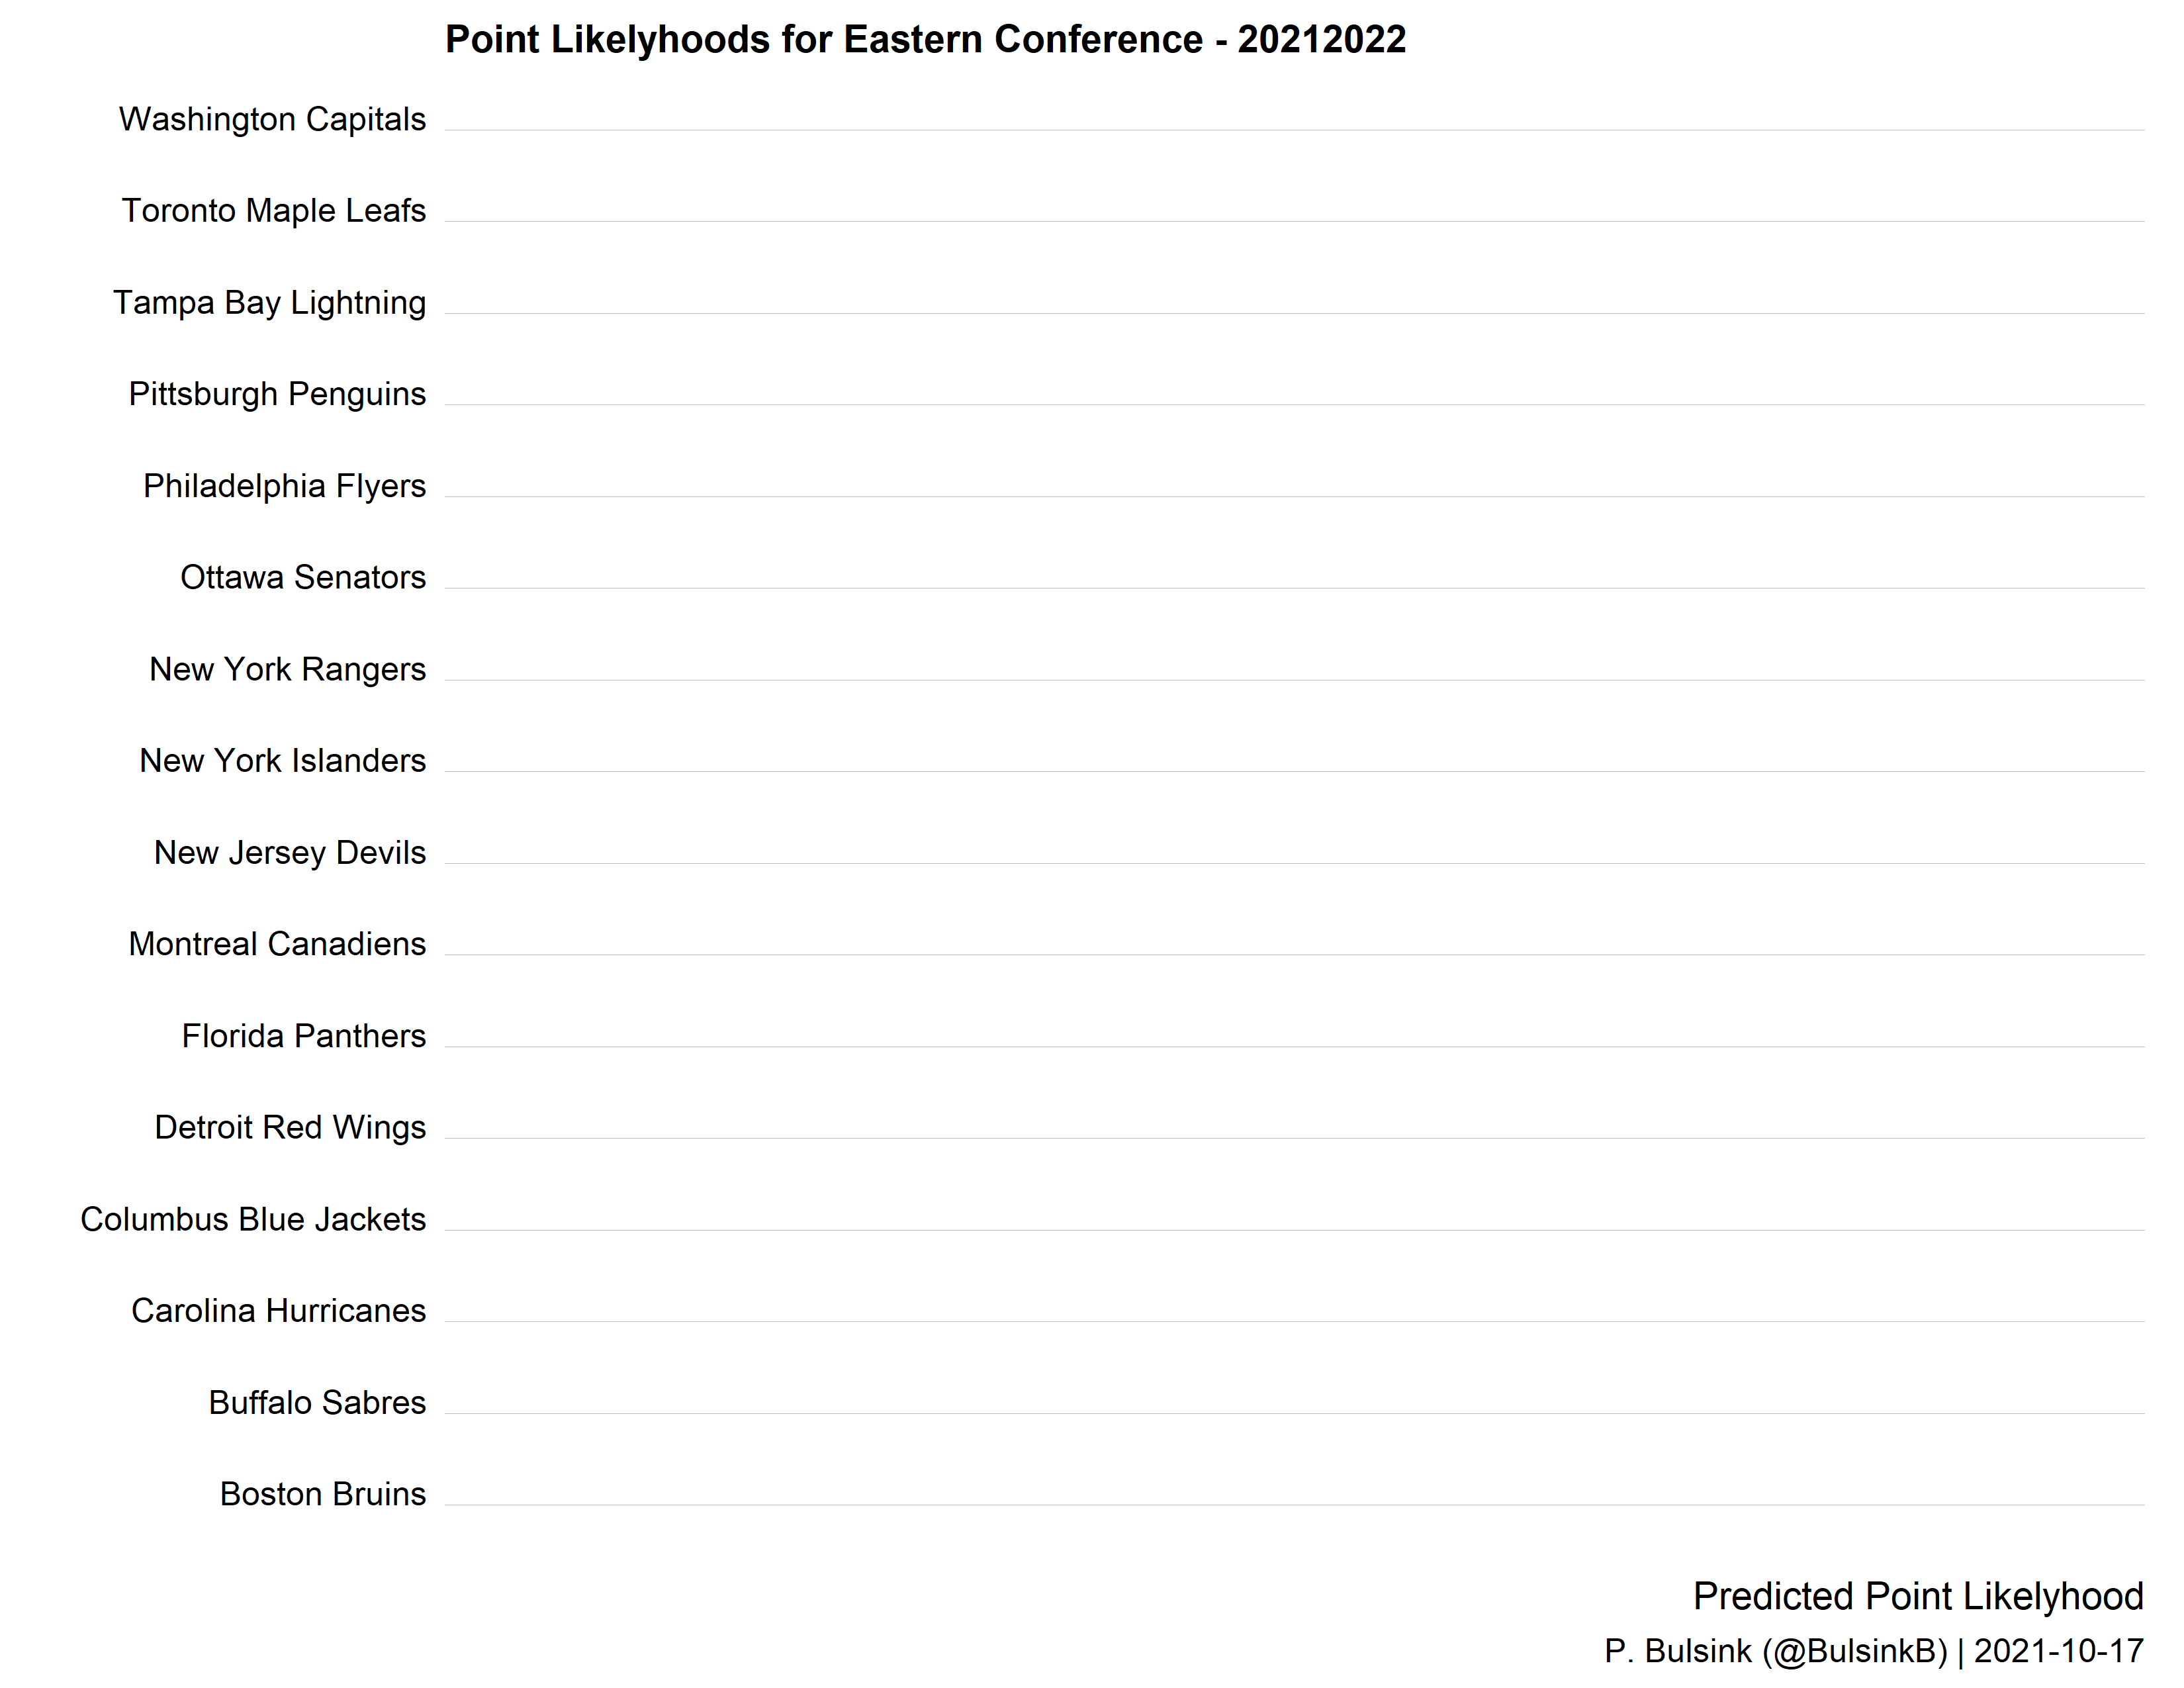 Point Likelyhoods for Eastern Conference - 20212022
Washington Capitals
Toronto Maple Leafs
Tampa Bay Lightning
Pittsburgh Penguins
Philadelphia Flyers
Ottawa Senators
New York Rangers
New York Islanders
New Jersey Devils
Montreal Canadiens
Florida Panthers
Detroit Red Wings
Columbus Blue Jackets
Carolina Hurricanes
Buffalo Sabres
Boston Bruins
Predicted Point Likelyhood
P. Bulsink (@BulsinkB) | 2021-10-17